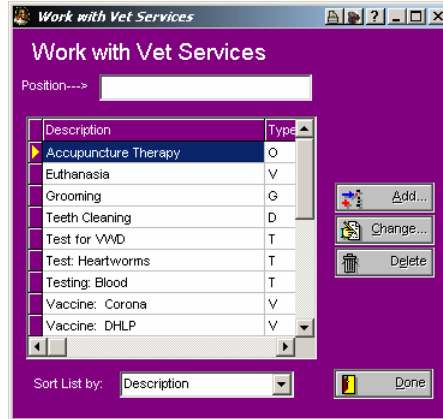 Work with Vet Services
Work with Vet Services
Position--->
Description Type
Accupuncture Therapy O
Euthanasia V
Grooming G
Teeth Cleaning D
Test for VWD T
Test: Heartworms T
Testing: Blood T
Vaccine: Corona V
Vaccine: DHLP V
Add...
Change...
Delete
Sort List by: Description
Done